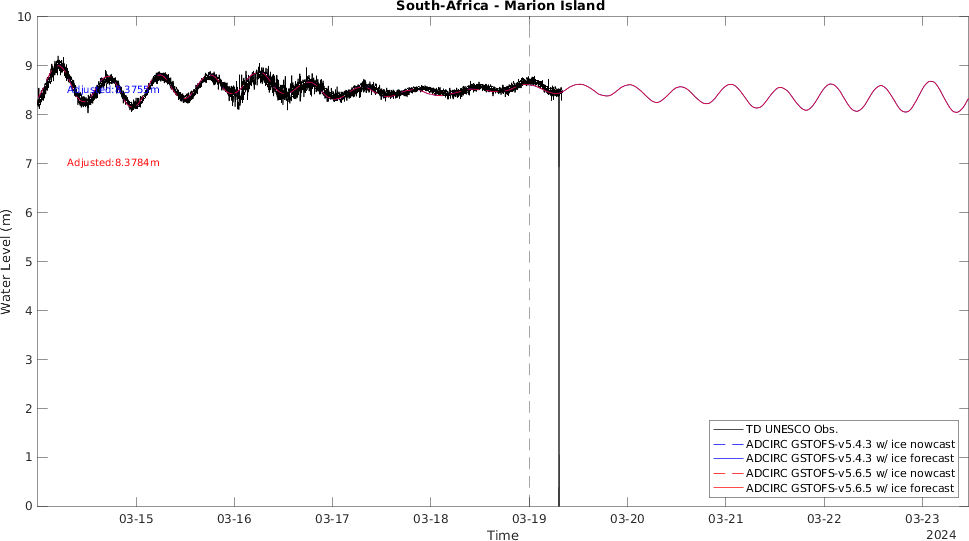 South-Africa - Marion Island
10
9
8
7
6
5
4
3
2
1
0
Water Level (m)
Adjusted:8.3755m
Adjusted:8.3784m
TD UNESCO Obs.
ADCIRC GSTOFS-v5.4.3 w/ ice nowcast
ADCIRC GSTOFS-v5.4.3 w/ ice forecast
ADCIRC GSTOFS-v5.6.5 w/ ice nowcast
ADCIRC GSTOFS-v5.6.5 w/ ice forecast
03-15 03-16 03-17 03-18 03-19 03-20 03-21 03-22 03-23
Time
2024